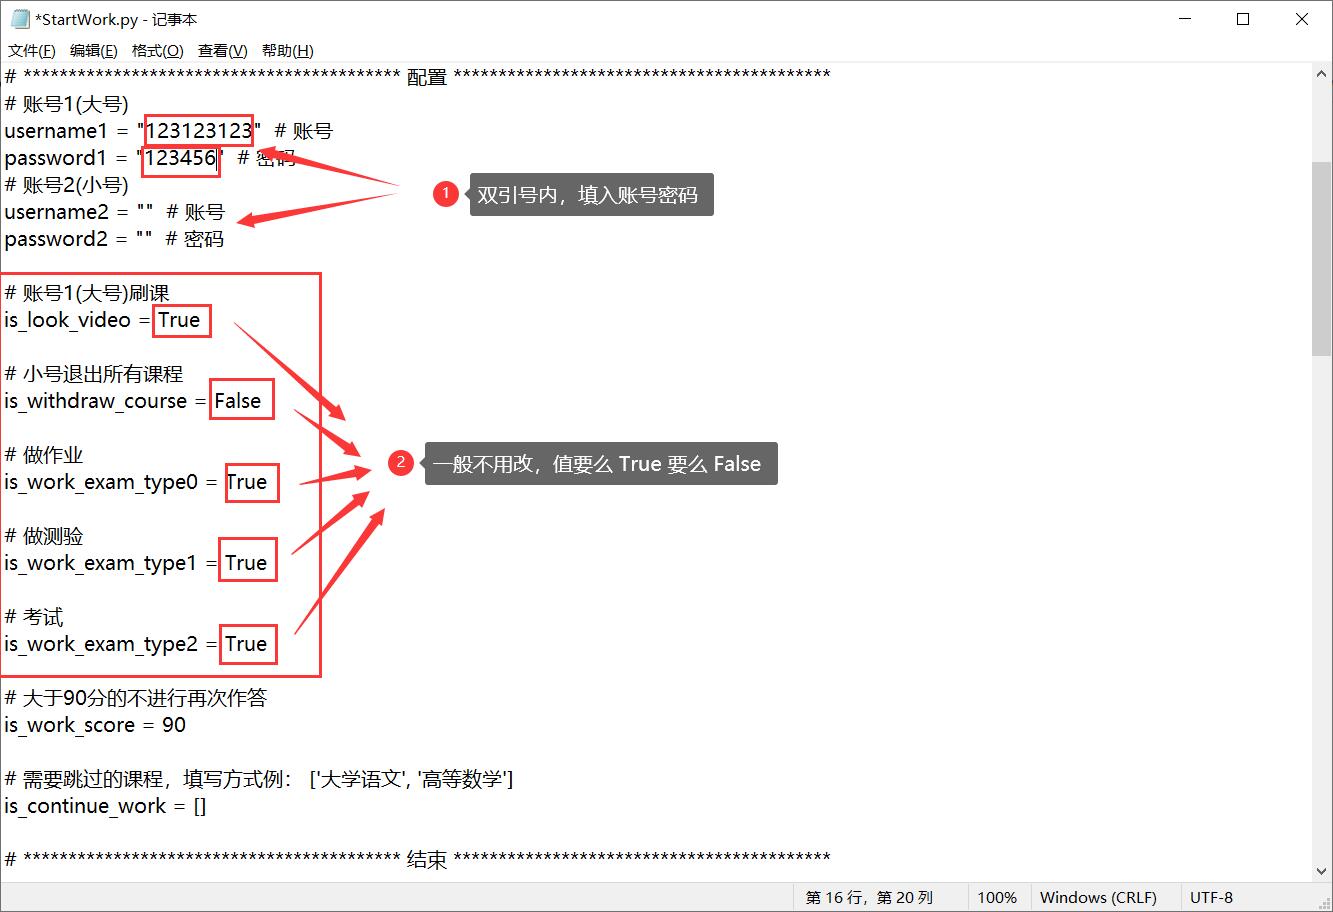 *StartWork.py - 记事本
文件(F) 编辑(E) 格式(O) 查看(V) 帮助(H)
# ****************************************** 配置 ******************************************
# 账号1(大号)
username1 = "123123123" # 账号
password1 = "123456" # 密码
1 双引号内，填入账号密码
# 账号2(小号)
username2 = "" # 账号
password2 = "" # 密码
# 账号1(大号)刷课
is_look_video = True
# 小号退出所有课程
is_withdraw_course = False
2 一般不用改，值要么 True 要么 False
# 做作业
is_work_exam_type0 = True
# 做测验
is_work_exam_type1 = True
# 考试
is_work_exam_type2 = True
# 大于90分的不进行再次作答
is_work_score = 90
# 需要跳过的课程，填写方式例： ['大学语文', '高等数学']
is_continue_work = []
# ****************************************** 结束 ******************************************
第 16 行，第 20 列 100% Windows (CRLF) UTF-8